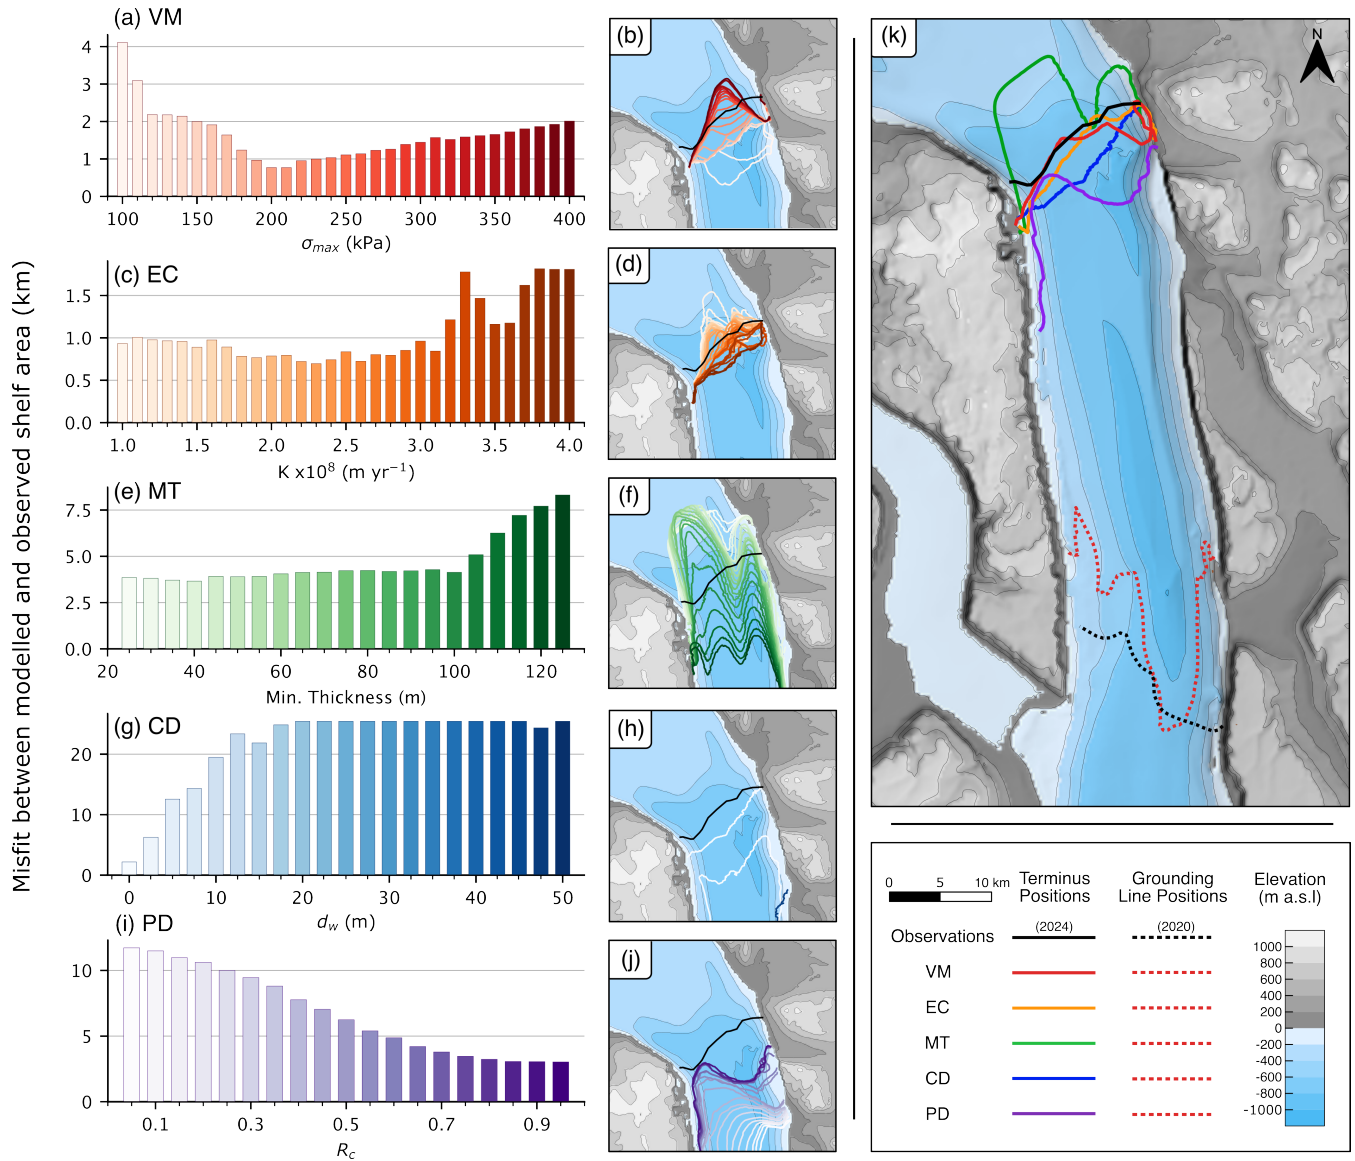 Misfit between modelled and observed shelf area (km)
(a) VM
4
3
2
1
0
100 150 200 250 300 350 400
σmax (kPa)
(b)
(c) EC
1.5
1.0
0.5
0.0
1.0 1.5 2.0 2.5 3.0 3.5 4.0
K x10⁸ (m yr⁻¹)
(d)
(e) MT
7.5
5.0
2.5
0.0
20 40 60 80 100 120
Min. Thickness (m)
(f)
(g) CD
20
10
0
0 10 20 30 40 50
dw (m)
(h)
(i) PD
10
5
0
0.1 0.3 0.5 0.7 0.9
Rc
(j)
(k)
N
0 5 10 km
Terminus Positions
Grounding Line Positions
Elevation (m a.s.l)
Observations (2024) (2020)
VM
EC
MT
CD
PD
1000
800
600
400
200
0
-200
-400
-600
-800
-1000